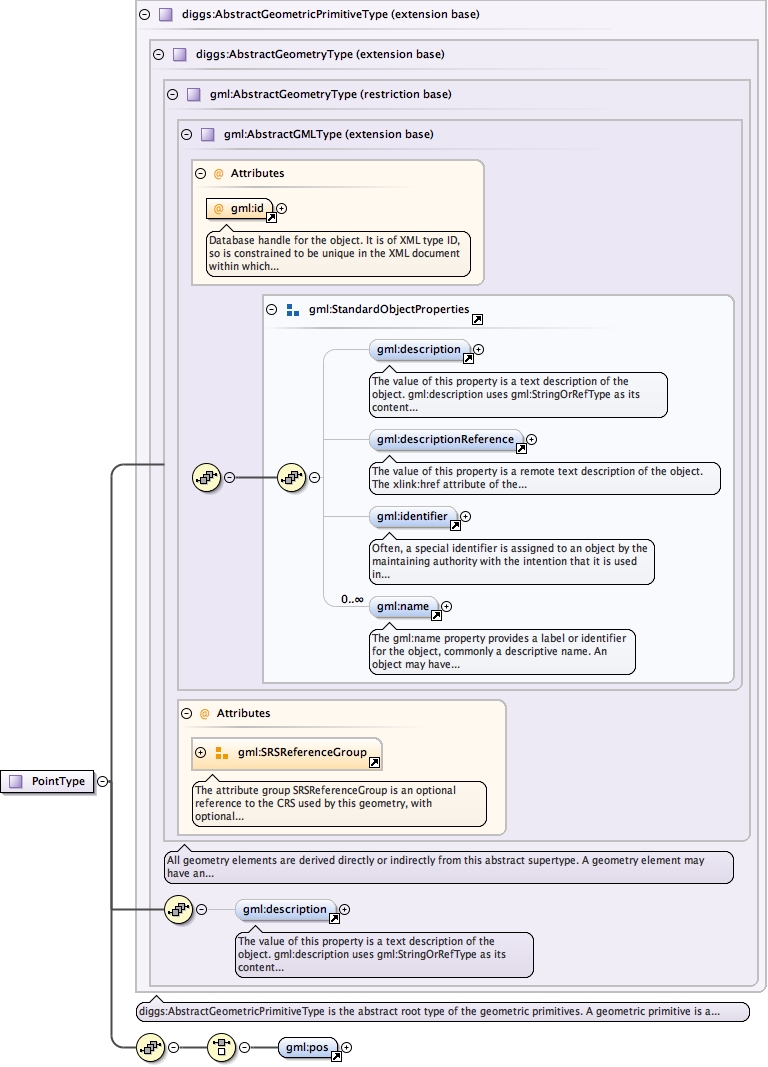 diggs:AbstractGeometricPrimitiveType (extension base)
diggs:AbstractGeometryType (extension base)
gml:AbstractGeometryType (restriction base)
gml:AbstractGMLType (extension base)
@ Attributes
@ gml:id
Database handle for the object. It is of XML type ID,
so is constrained to be unique in the XML document
within which...
gml:StandardObjectProperties
gml:description
The value of this property is a text description of the
object. gml:description uses gml:StringOrRefType as its
content...
gml:descriptionReference
The value of this property is a remote text description of the object.
The xlink:href attribute of the...
gml:identifier
Often, a special identifier is assigned to an object by the
maintaining authority with the intention that it is used
in...
0..∞
gml:name
The gml:name property provides a label or identifier
for the object, commonly a descriptive name. An
object may have...
@ Attributes
gml:SRSReferenceGroup
The attribute group SRSReferenceGroup is an optional
reference to the CRS used by this geometry, with
optional...
PointType
All geometry elements are derived directly or indirectly from this abstract supertype. A geometry element may
have an...
gml:description
The value of this property is a text description of the
object. gml:description uses gml:StringOrRefType as its
content...
diggs:AbstractGeometricPrimitiveType is the abstract root type of the geometric primitives. A geometric primitive is a...
gml:pos